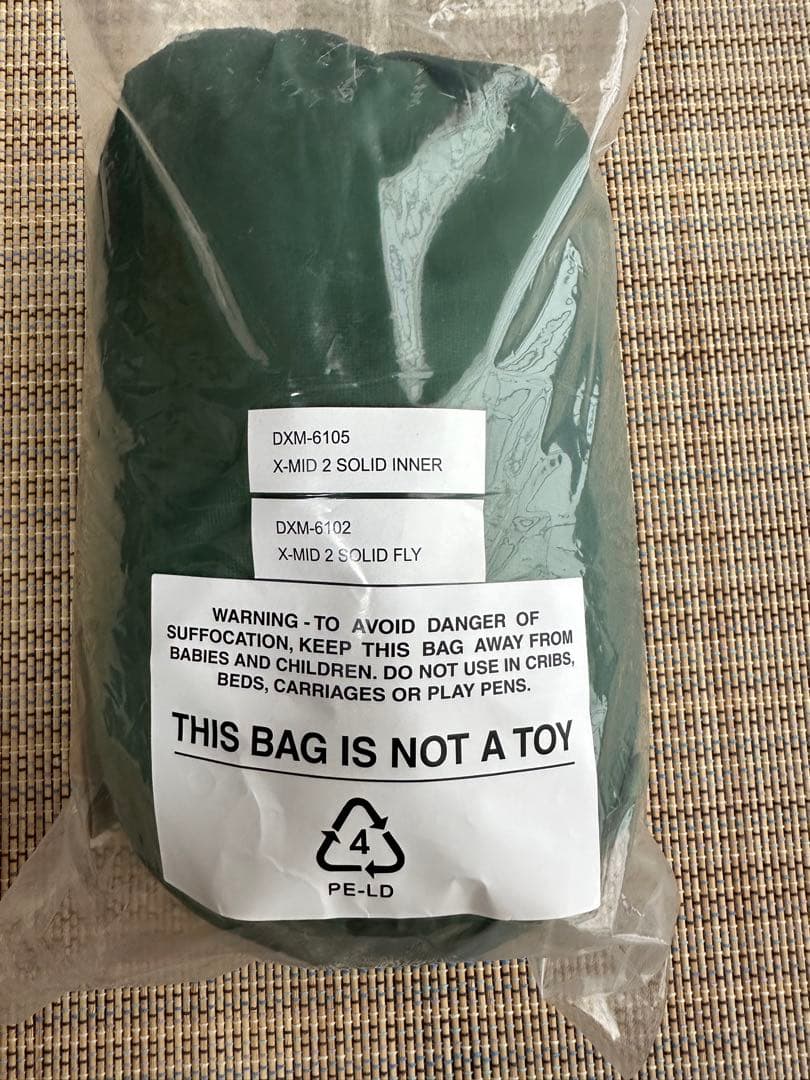 DXM-6105
X-MID 2 SOLID INNER
DXM-6102
X-MID 2 SOLID FLY
WARNING - TO AVOID DANGER OF
SUFFOCATION, KEEP THIS BAG AWAY FROM
BABIES AND CHILDREN. DO NOT USE IN CRIBS,
BEDS, CARRIAGES OR PLAY PENS.
THIS BAG IS NOT A TOY
4
PE-LD